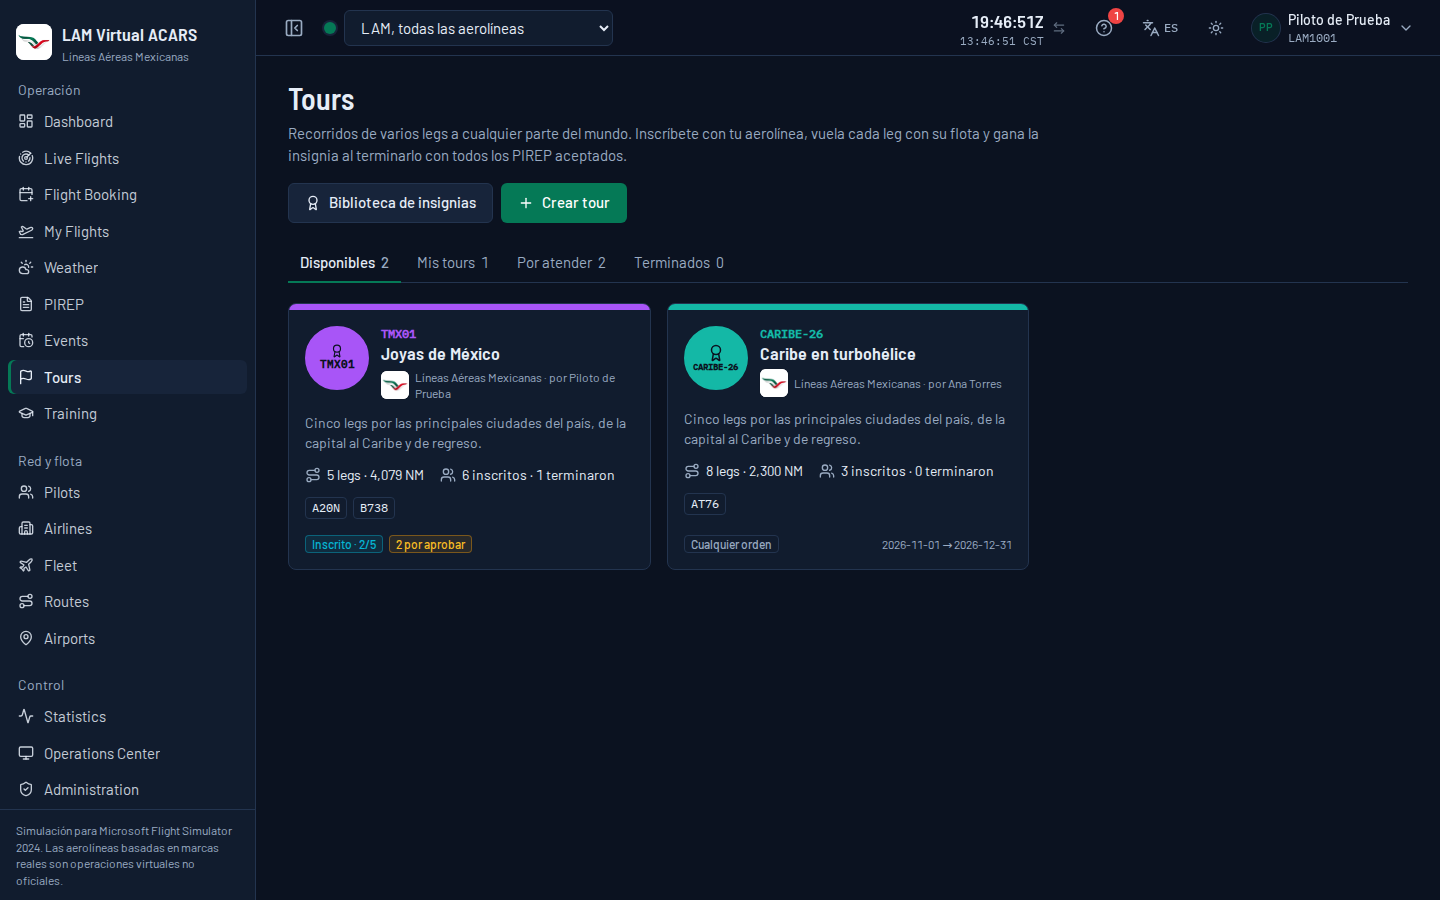 LAM Virtual ACARS
Líneas Aéreas Mexicanas
Operación
Dashboard
Live Flights
Flight Booking
My Flights
Weather
PIREP
Events
Tours
Training
Red y flota
Pilots
Airlines
Fleet
Routes
Airports
Control
Statistics
Operations Center
Administration
Simulación para Microsoft Flight Simulator
2024. Las aerolíneas basadas en marcas
reales son operaciones virtuales no
oficiales.
LAM, todas las aerolíneas
19:46:51Z
13:46:51 CST
1
ES
PP
Piloto de Prueba
LAM1001
Tours
Recorridos de varios legs a cualquier parte del mundo. Inscríbete con tu aerolínea, vuela cada leg con su flota y gana la
insignia al terminarlo con todos los PIREP aceptados.
Biblioteca de insignias
Crear tour
Disponibles 2
Mis tours 1
Por atender 2
Terminados 0
TMX01
TMX01
Joyas de México
Líneas Aéreas Mexicanas · por Piloto de
Prueba
Cinco legs por las principales ciudades del país, de la
capital al Caribe y de regreso.
5 legs · 4,079 NM
6 inscritos · 1 terminaron
A20N
B738
Inscrito · 2/5
2 por aprobar
CARIBE-26
CARIBE-26
Caribe en turbohélice
Líneas Aéreas Mexicanas · por Ana Torres
Cinco legs por las principales ciudades del país, de la
capital al Caribe y de regreso.
8 legs · 2,300 NM
3 inscritos · 0 terminaron
AT76
Cualquier orden
2026-11-01 → 2026-12-31